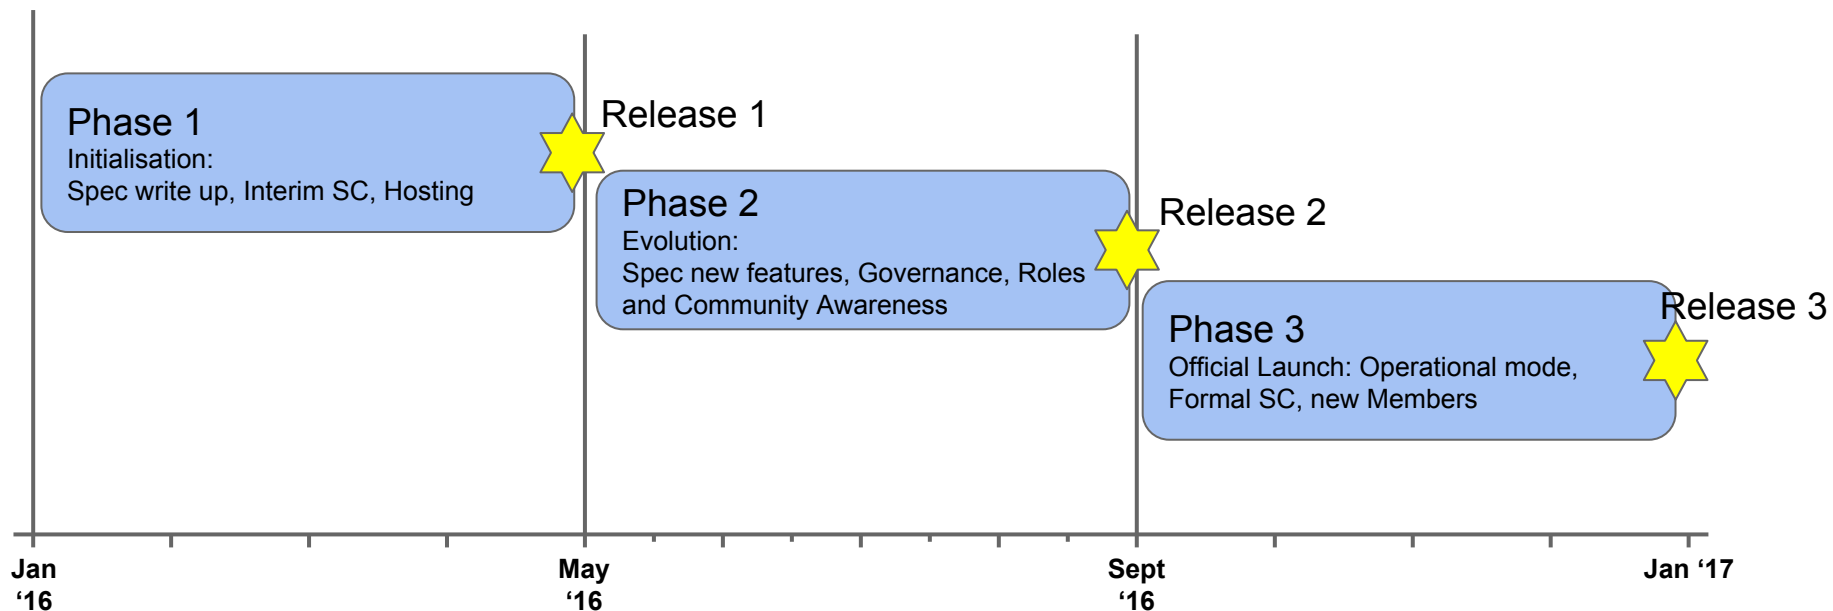 Phase 1
Initialisation:
Spec write up, Interim SC, Hosting
Release 1
Phase 2
Evolution:
Spec new features, Governance, Roles
and Community Awareness
Release 2
Phase 3
Official Launch: Operational mode,
Formal SC, new Members
Release 3
Jan
‘16
May
‘16
Sept
‘16
Jan ‘17